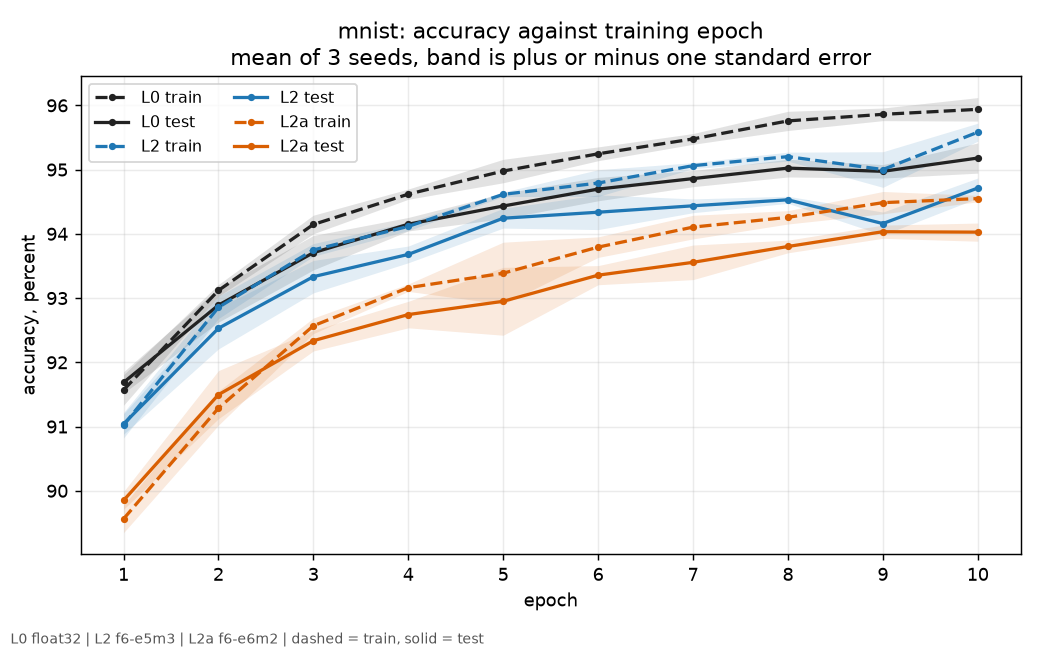 mnist: accuracy against training epoch
mean of 3 seeds, band is plus or minus one standard error
L0 train
L0 test
L2 train
L2 test
L2a train
L2a test
accuracy, percent
96
95
94
93
92
91
90
1 2 3 4 5 6 7 8 9 10
epoch
L0 float32 | L2 f6-e5m3 | L2a f6-e6m2 | dashed = train, solid = test